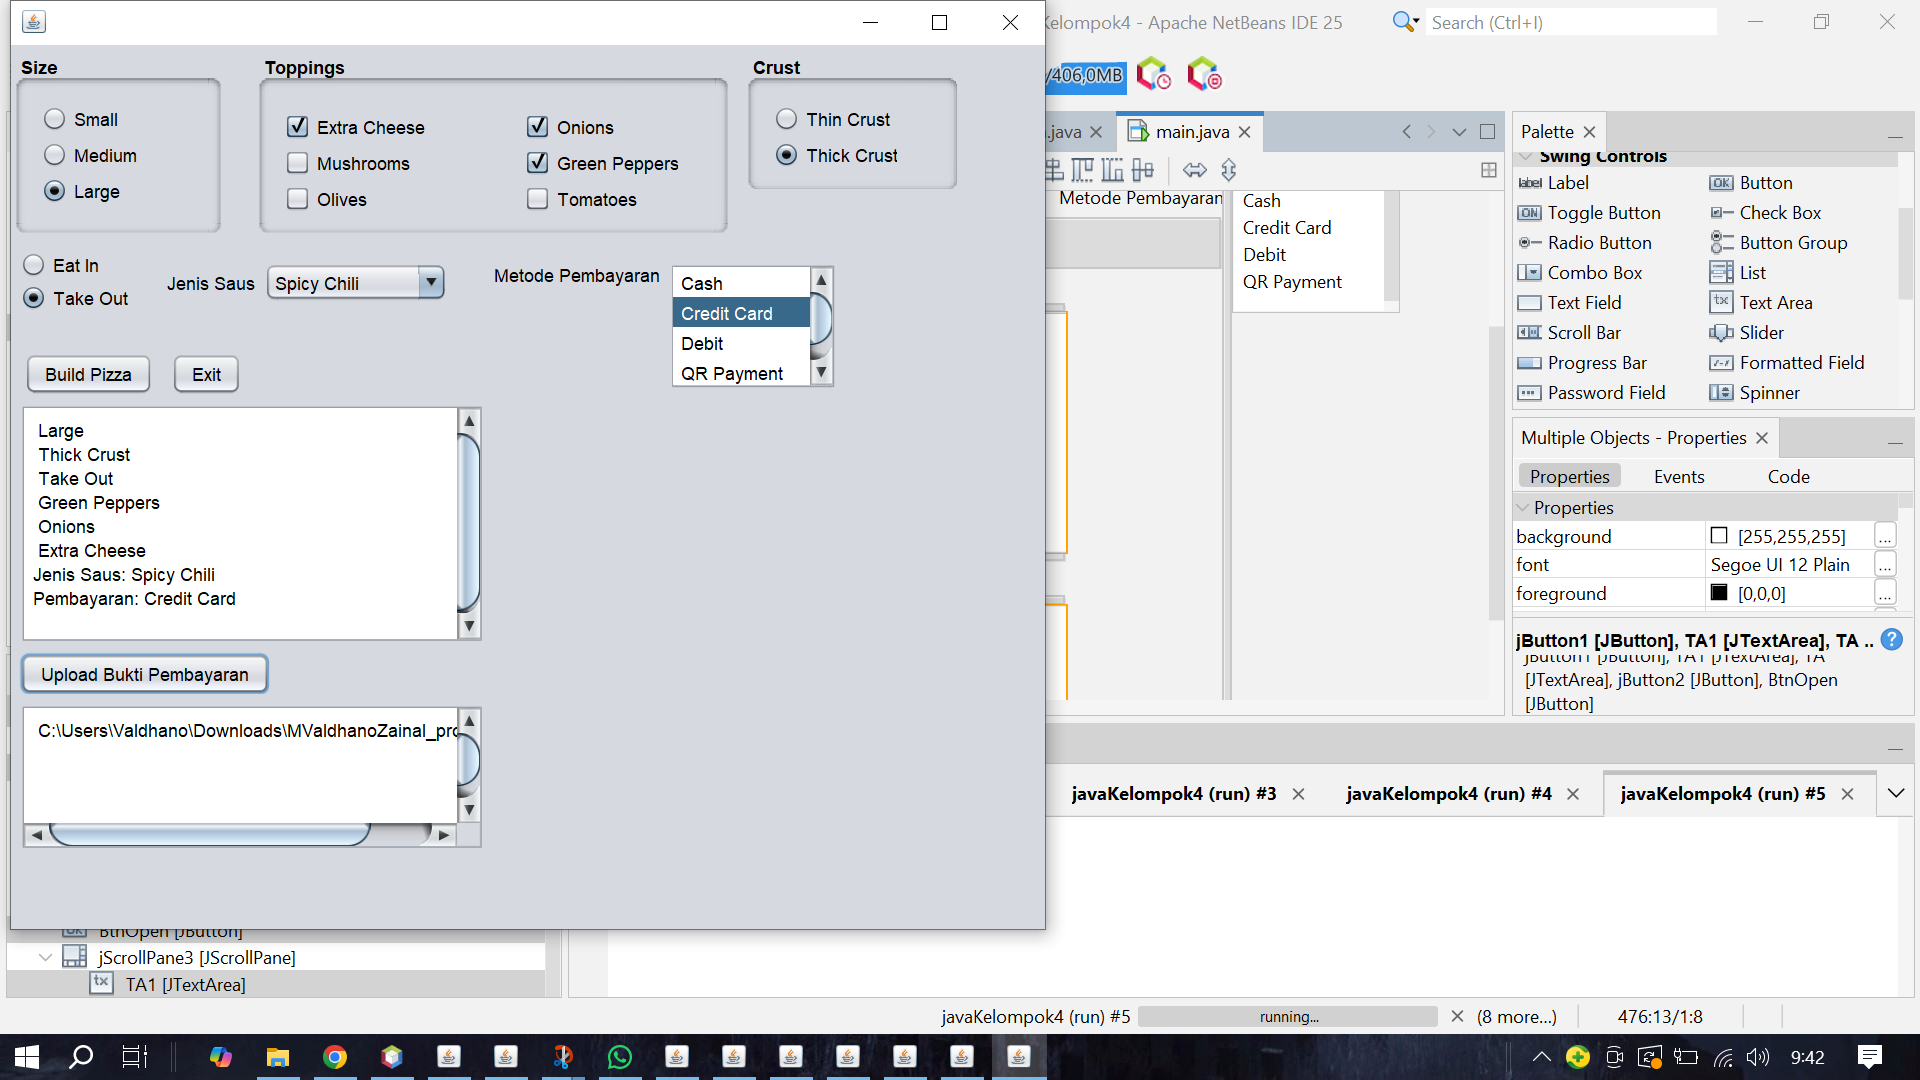 Kelompok4 - Apache NetBeans IDE 25
Search (Ctrl+I)
/406,0MB
Size
Small
Medium
Large
Toppings
Extra Cheese
Mushrooms
Olives
Onions
Green Peppers
Tomatoes
Crust
Thin Crust
Thick Crust
Eat In
Take Out
Jenis Saus
Spicy Chili
Metode Pembayaran
Cash
Credit Card
Debit
QR Payment
Build Pizza
Exit
Large
Thick Crust
Take Out
Green Peppers
Onions
Extra Cheese
Jenis Saus: Spicy Chili
Pembayaran: Credit Card
Upload Bukti Pembayaran
C:\Users\Valdhano\Downloads\MValdhanoZainal_pro
.java
main.java
Metode Pembayaran
Cash
Credit Card
Debit
QR Payment
Palette
Swing Controls
label Label
OK Button
ON Toggle Button
Check Box
Radio Button
Button Group
Combo Box
List
Text Field
tx Text Area
Scroll Bar
Slider
Progress Bar
Formatted Field
Password Field
Spinner
Multiple Objects - Properties
Properties
Events
Code
Properties
background
[255,255,255]
...
font
Segoe UI 12 Plain
...
foreground
[0,0,0]
...
jButton1 [JButton], TA1 [JTextArea], TA ..
?
jButton1 [JButton], TA1 [JTextArea], TA
[JTextArea], jButton2 [JButton], BtnOpen
[JButton]
javaKelompok4 (run) #3
javaKelompok4 (run) #4
javaKelompok4 (run) #5
BtnOpen [JButton]
jScrollPane3 [JScrollPane]
tx TA1 [JTextArea]
javaKelompok4 (run) #5
running...
(8 more...)
476:13/1:8
9:42